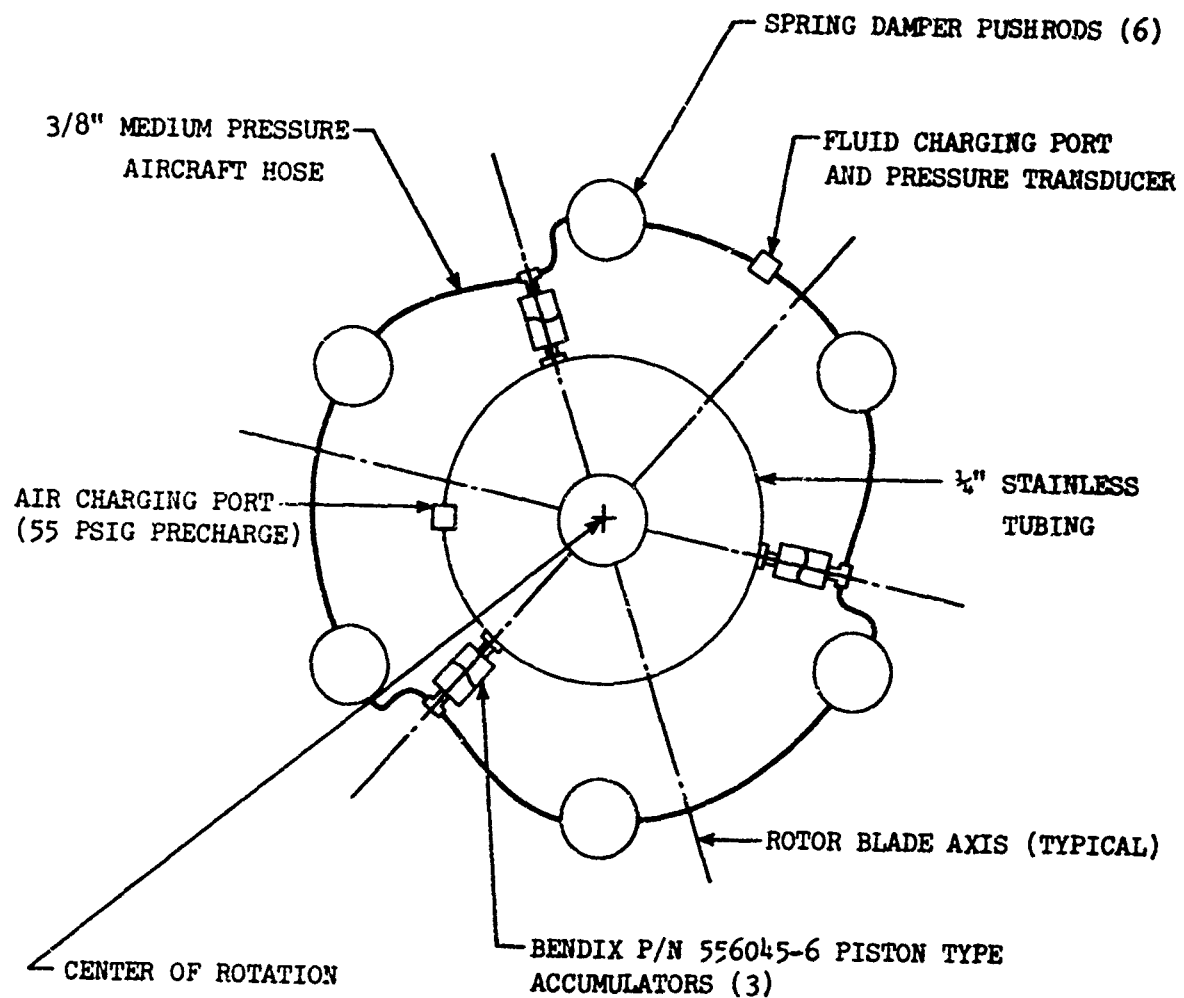 SPRING DAMPER PUSHRODS (6)
3/8" MEDIUM PRESSURE
AIRCRAFT HOSE
FLUID CHARGING PORT
AND PRESSURE TRANSDUCER
AIR CHARGING PORT
(55 PSIG PRECHARGE)
¼" STAINLESS
TUBING
ROTOR BLADE AXIS (TYPICAL)
BENDIX P/N 556045-6 PISTON TYPE
ACCUMULATORS (3)
CENTER OF ROTATION